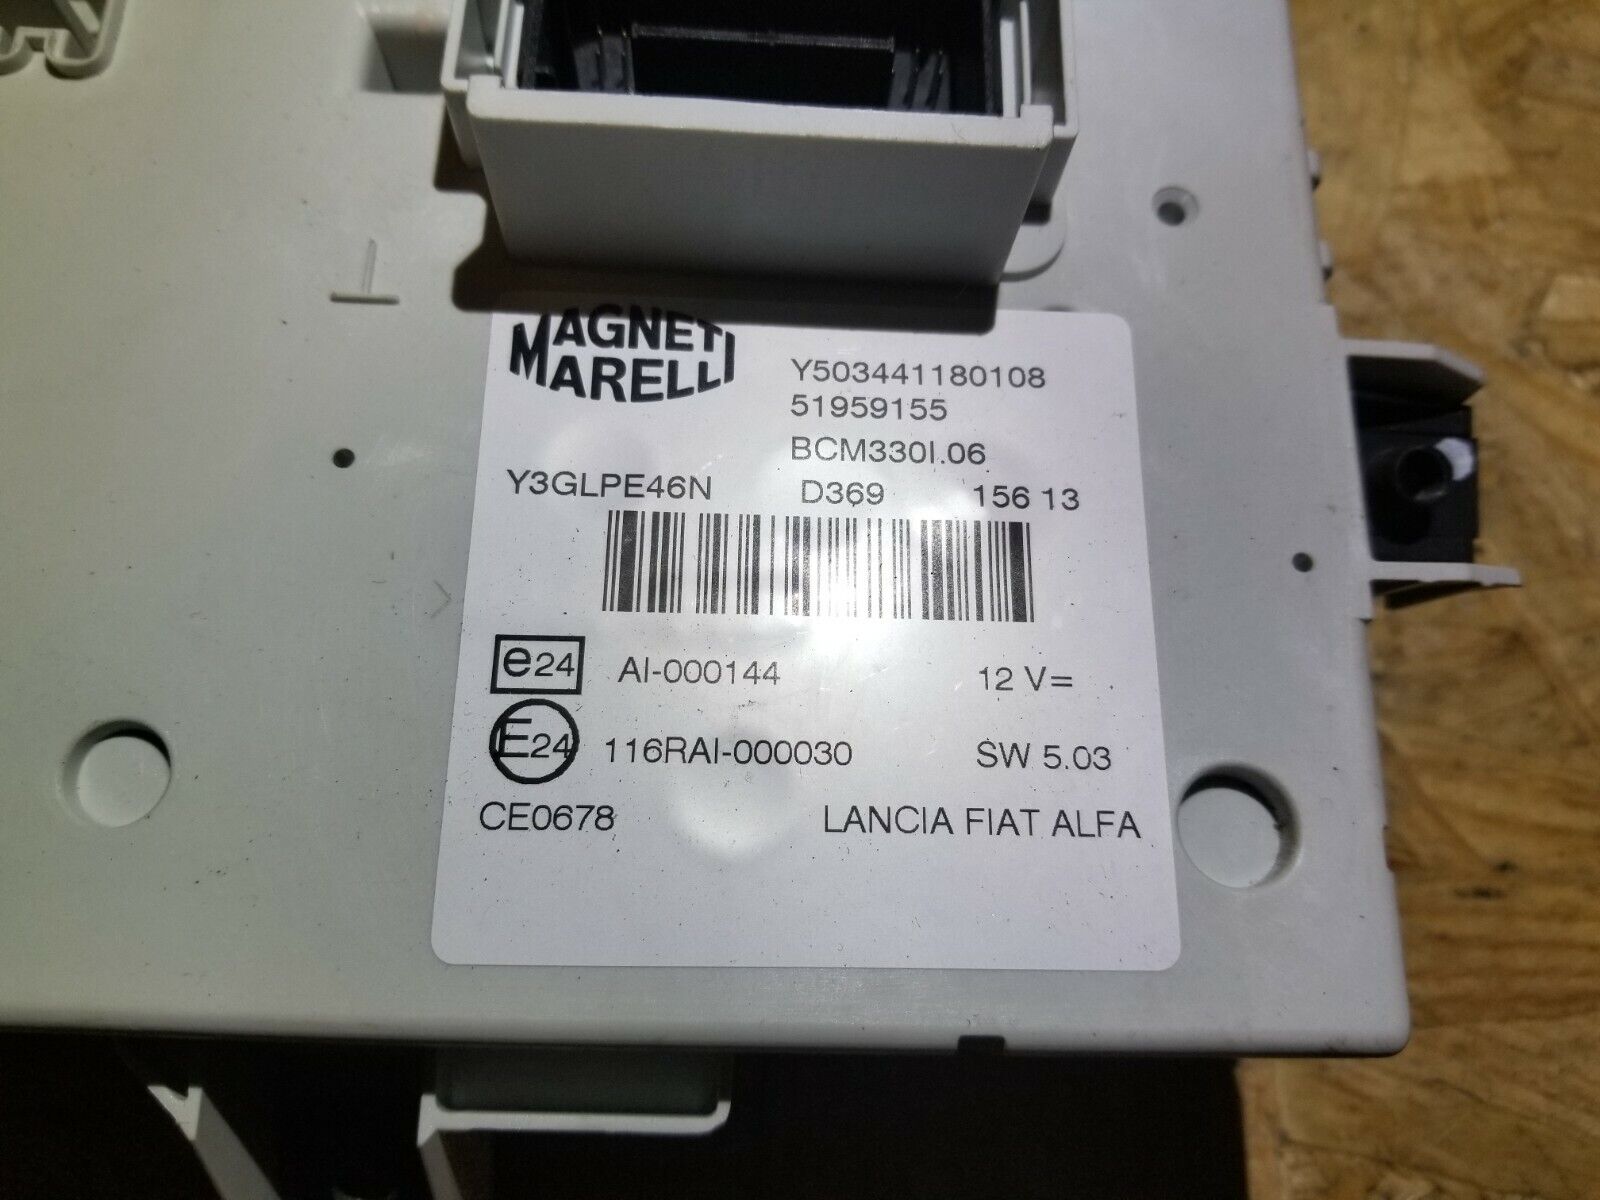 MAGNETI
MARELLI
Y503441180108
51959155
BCM330I.06
Y3GLPE46N D369 156 13
e24 AI-000144 12 V=
E24 116RAI-000030 SW 5.03
CE0678 LANCIA FIAT ALFA